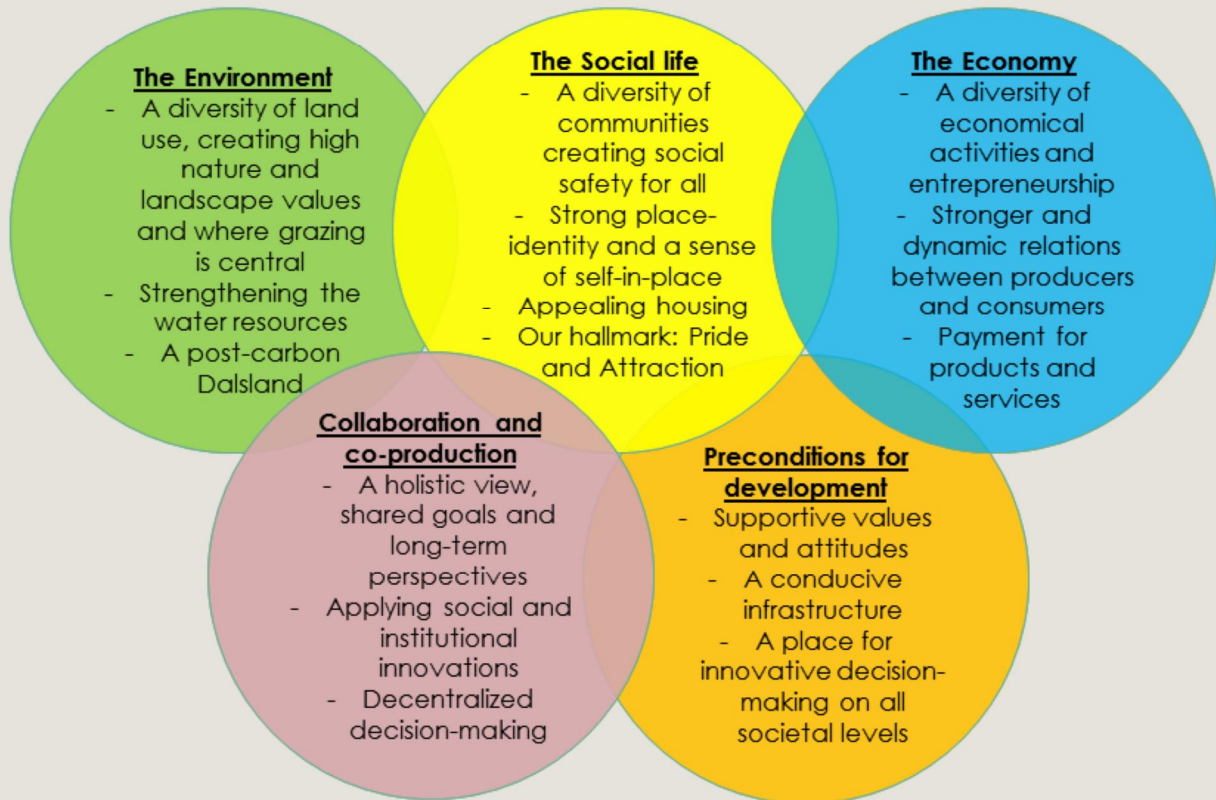 The Environment
- A diversity of land
use, creating high
nature and
landscape values
and where grazing
is central
- Strengthening the
water resources
- A post-carbon
Dalsland
The Social life
- A diversity of
communities
creating social
safety for all
- Strong place-
identity and a sense
of self-in-place
- Appealing housing
- Our hallmark: Pride
and Attraction
The Economy
- A diversity of
economical
activities and
entrepreneurship
- Stronger and
dynamic relations
between producers
and consumers
- Payment for
products and
services
Collaboration and
co-production
- A holistic view,
shared goals and
long-term
perspectives
- Applying social and
institutional
innovations
- Decentralized
decision-making
Preconditions for
development
- Supportive values
and attitudes
- A conducive
infrastructure
- A place for
innovative decision-
making on all
societal levels